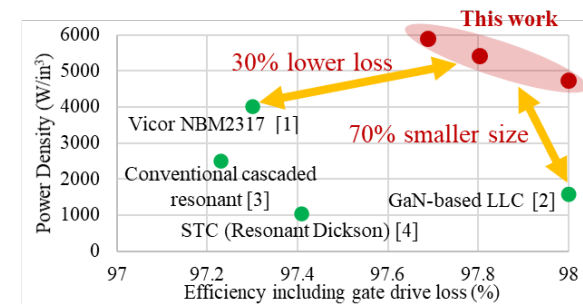 This work
6000
5000
4000
3000
2000
1000
0
Power Density (W/in³)
30% lower loss
Vicor NBM2317 [1]
70% smaller size
Conventional cascaded
resonant [3]
GaN-based LLC [2]
STC (Resonant Dickson) [4]
97 97.2 97.4 97.6 97.8 98
Efficiency including gate drive loss (%)